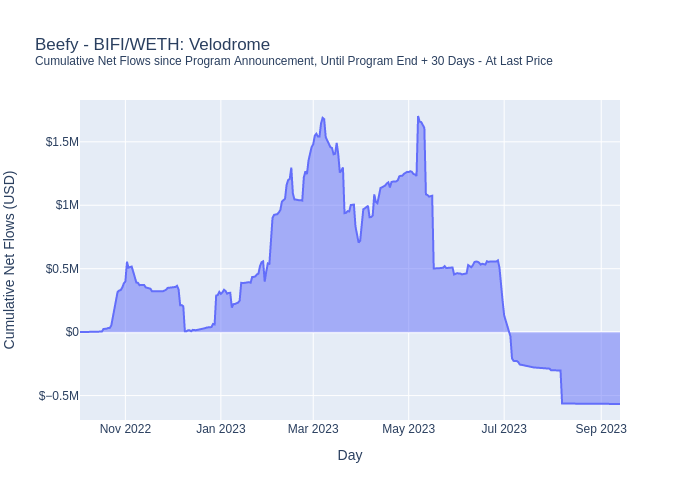 Beefy - BIFI/WETH: Velodrome
Cumulative Net Flows since Program Announcement, Until Program End + 30 Days - At Last Price
Cumulative Net Flows (USD)
$1.5M
$1M
$0.5M
$0
$−0.5M
Nov 2022
Jan 2023
Mar 2023
May 2023
Jul 2023
Sep 2023
Day